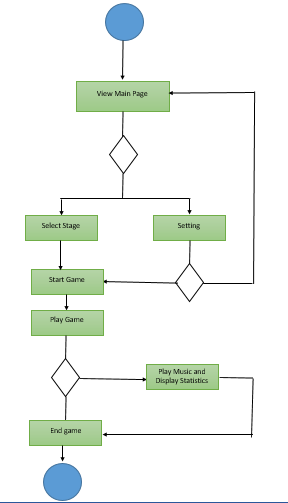 View Main Page
Select Stage
Setting
Start Game
Play Game
Play Music and
Display Statistics
End game